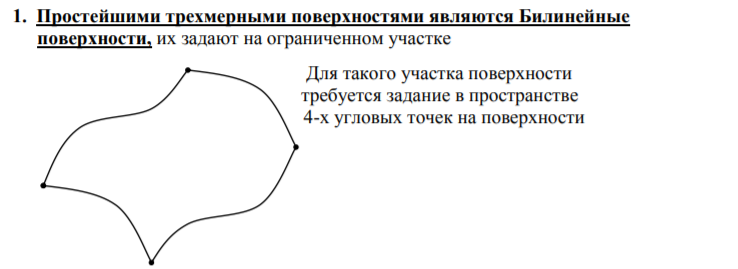 1. Простейшими трехмерными поверхностями являются Билинейные
поверхности, их задают на ограниченном участке
Для такого участка поверхности
требуется задание в пространстве
4-х угловых точек на поверхности